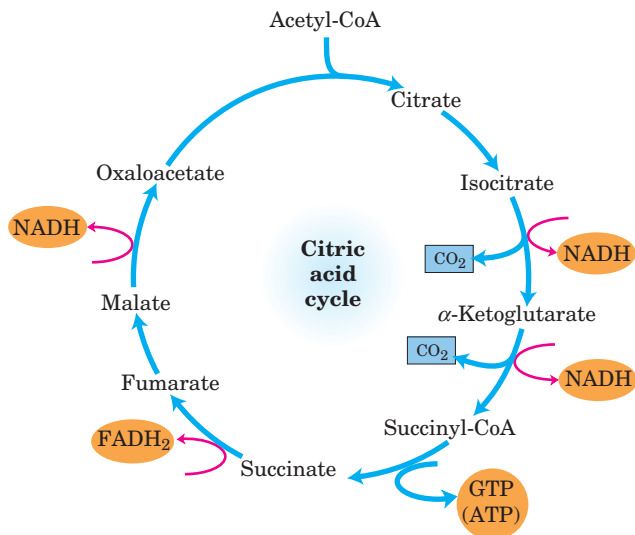 Acetyl-CoA
Citrate
Isocitrate
NADH
CO₂
α-Ketoglutarate
CO₂
NADH
Succinyl-CoA
GTP
(ATP)
Succinate
FADH₂
Fumarate
Malate
NADH
Oxaloacetate
Citric
acid
cycle